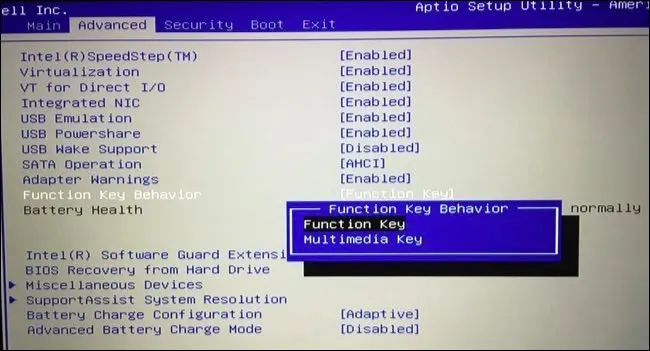 ell Inc. Aptio Setup Utility - Ameri
Main Advanced Security Boot Exit
Intel(R)SpeedStep(TM) [Enabled]
Virtualization [Enabled]
VT for Direct I/O [Enabled]
Integrated NIC [Enabled]
USB Emulation [Enabled]
USB Powershare [Enabled]
USB Wake Support [Disabled]
SATA Operation [AHCI]
Adapter Warnings [Enabled]
Function Key Behavior [Function Key]
Battery Health normally
Function Key Behavior
Function Key
Multimedia Key
Intel(R) Software Guard Extensi
BIOS Recovery from Hard Drive
Miscellaneous Devices
SupportAssist System Resolution
Battery Charge Configuration [Adaptive]
Advanced Battery Charge Mode [Disabled]